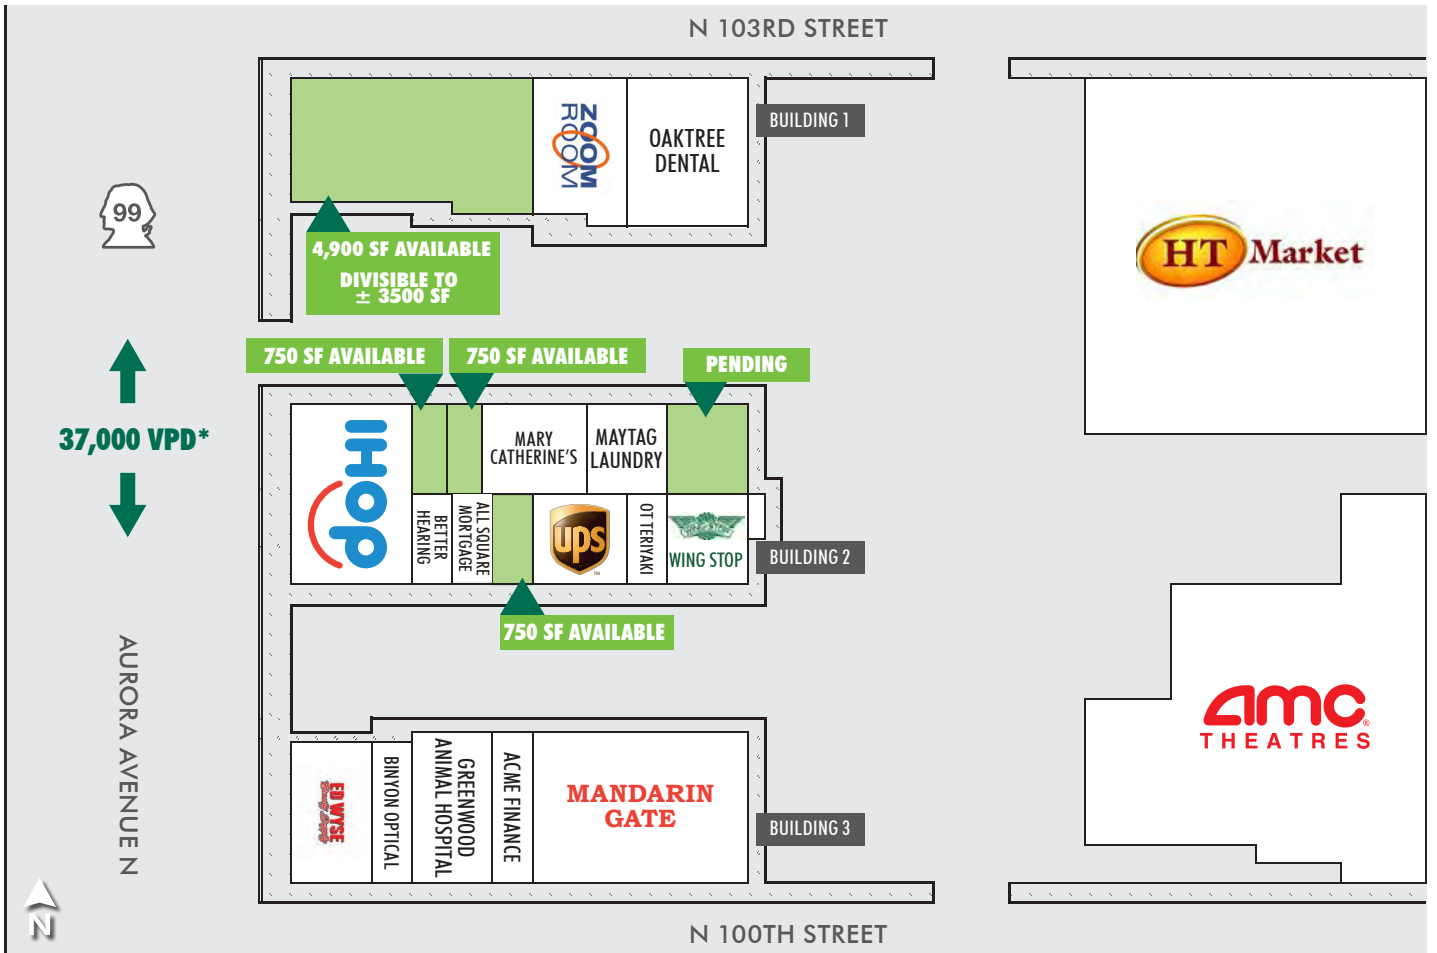 N 103RD STREET
ZOOM
ROOM
OAKTREE
DENTAL
BUILDING 1
99
HT Market
4,900 SF AVAILABLE
DIVISIBLE TO
± 3500 SF
750 SF AVAILABLE
750 SF AVAILABLE
PENDING
37,000 VPD*
IHOP
MARY
CATHERINE'S
MAYTAG
LAUNDRY
BETTER
HEARING
ALL SQUARE
MORTGAGE
ups
™
OT TERIYAKI
WING STOP
BUILDING 2
750 SF AVAILABLE
AURORA AVENUE N
amc
®
THEATRES
ED WYSE
Beauty Supply
BINYON OPTICAL
GREENWOOD
ANIMAL HOSPITAL
ACME FINANCE
MANDARIN
GATE
BUILDING 3
N
N 100TH STREET